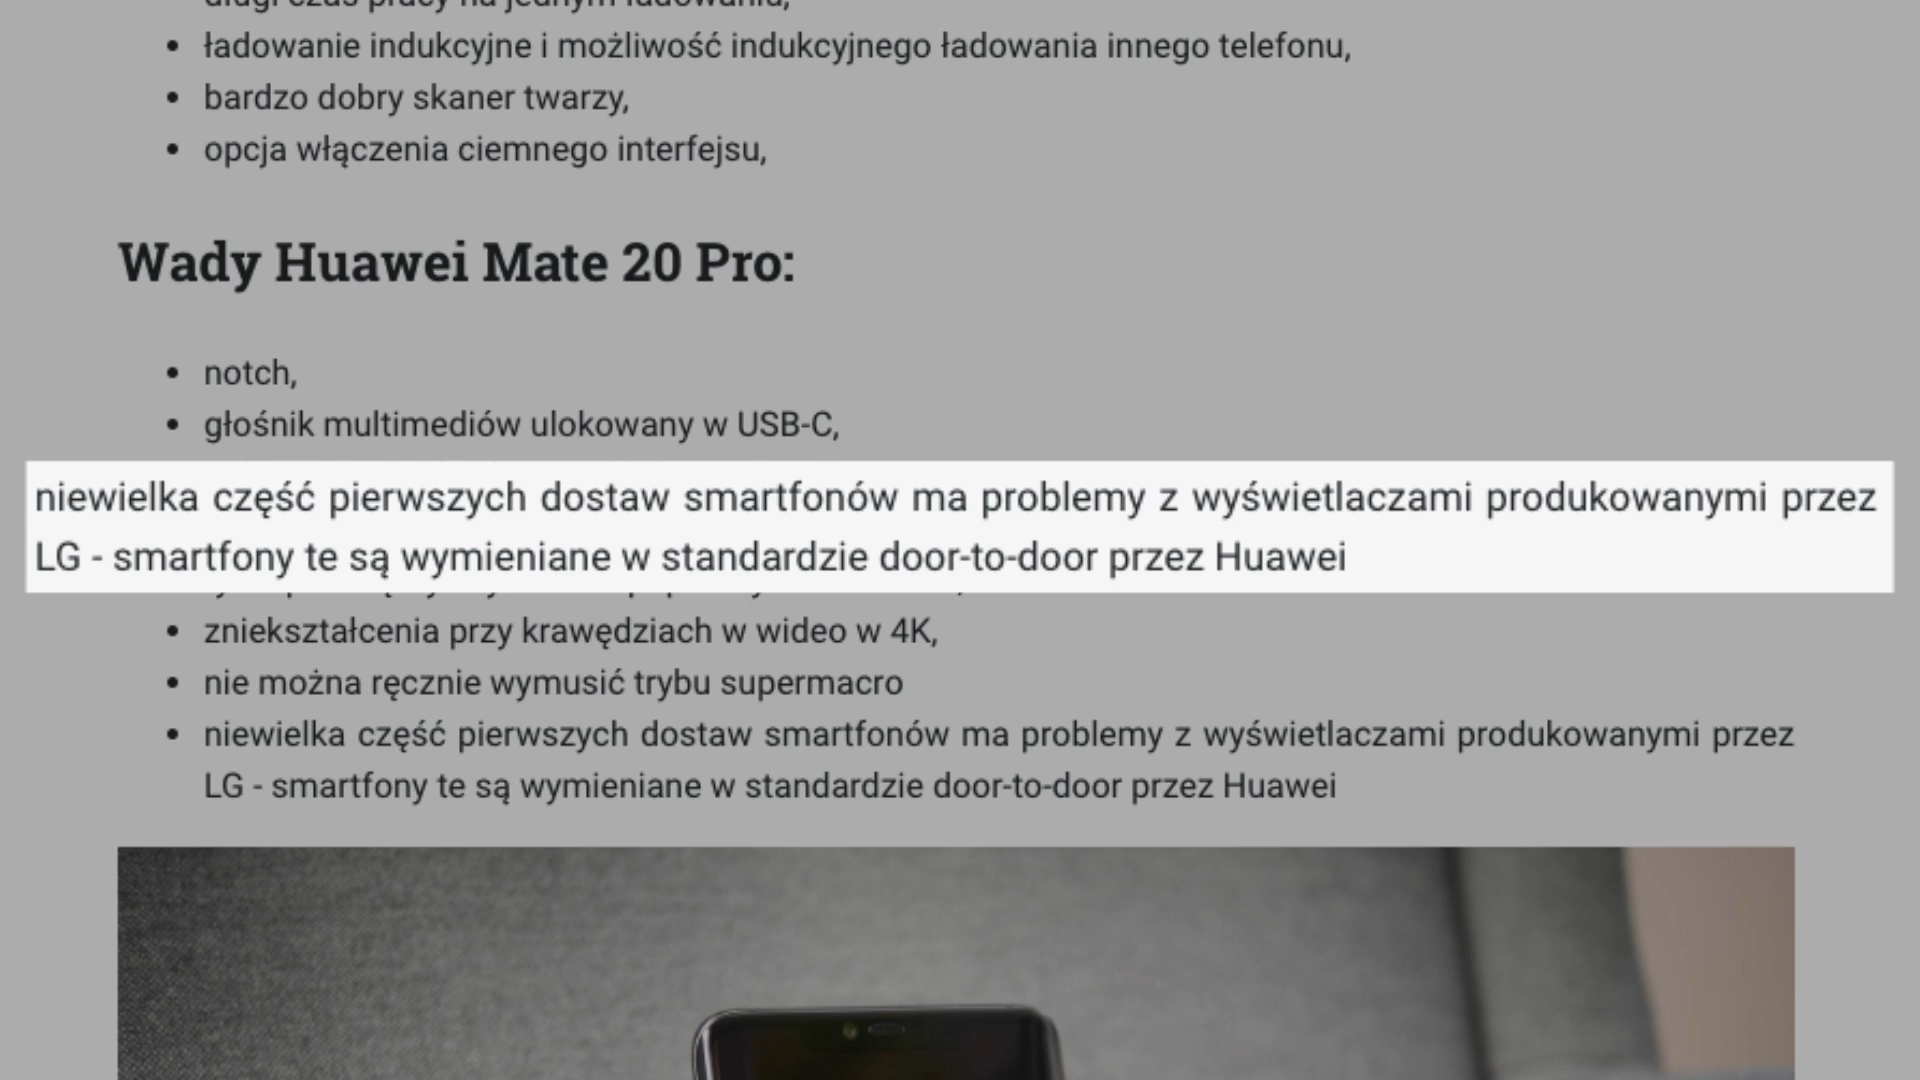 długi czas pracy na jednym ładowaniu,
ładowanie indukcyjne i możliwość indukcyjnego ładowania innego telefonu,
bardzo dobry skaner twarzy,
opcja włączenia ciemnego interfejsu,
Wady Huawei Mate 20 Pro:
notch,
głośnik multimediów ulokowany w USB-C,
niewielka część pierwszych dostaw smartfonów ma problemy z wyświetlaczami produkowanymi przez
LG - smartfony te są wymieniane w standardzie door-to-door przez Huawei
zniekształcenia przy krawędziach w wideo w 4K,
nie można ręcznie wymusić trybu supermacro
niewielka część pierwszych dostaw smartfonów ma problemy z wyświetlaczami produkowanymi przez
LG - smartfony te są wymieniane w standardzie door-to-door przez Huawei